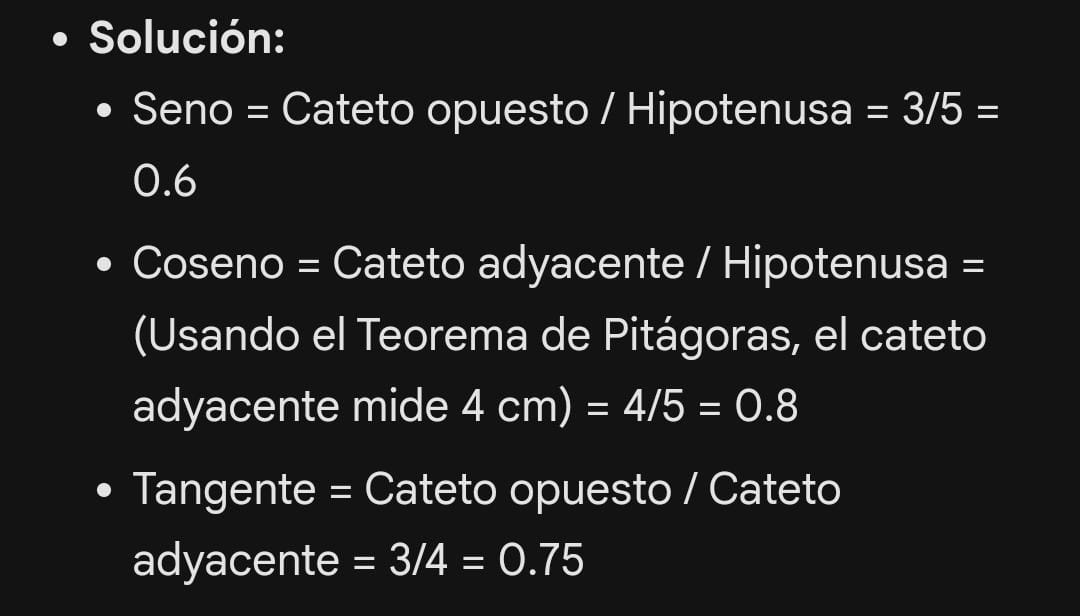 • Solución:
• Seno = Cateto opuesto / Hipotenusa = 3/5 =
0.6
• Coseno = Cateto adyacente / Hipotenusa =
(Usando el Teorema de Pitágoras, el cateto
adyacente mide 4 cm) = 4/5 = 0.8
• Tangente = Cateto opuesto / Cateto
adyacente = 3/4 = 0.75